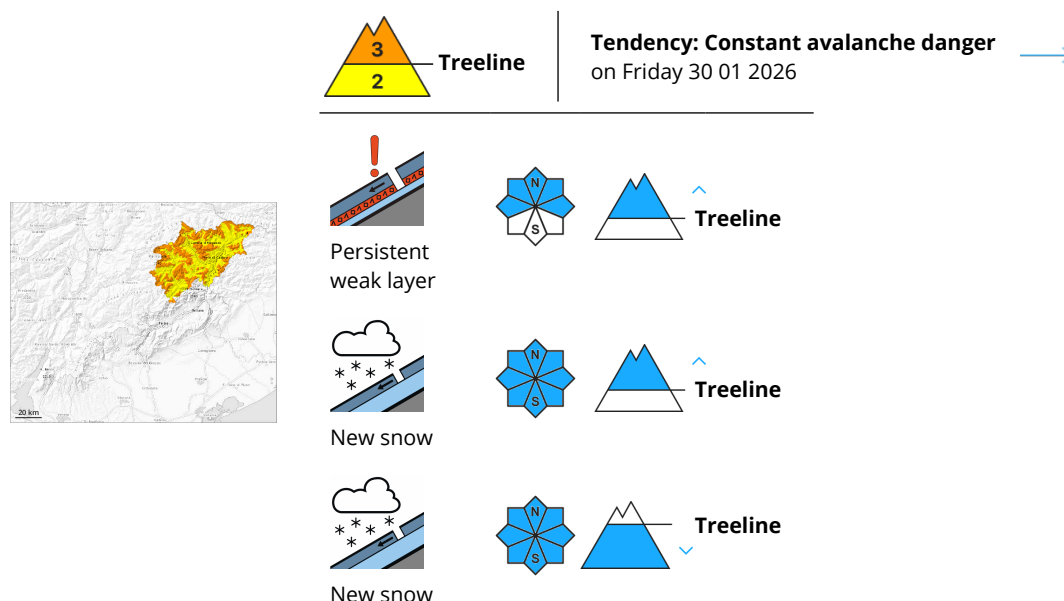 3
2
Treeline
Tendency: Constant avalanche danger
on Friday 30 01 2026
N
S
Treeline
Persistent
weak layer
N
S
Treeline
New snow
N
S
Treeline
New snow
20 km